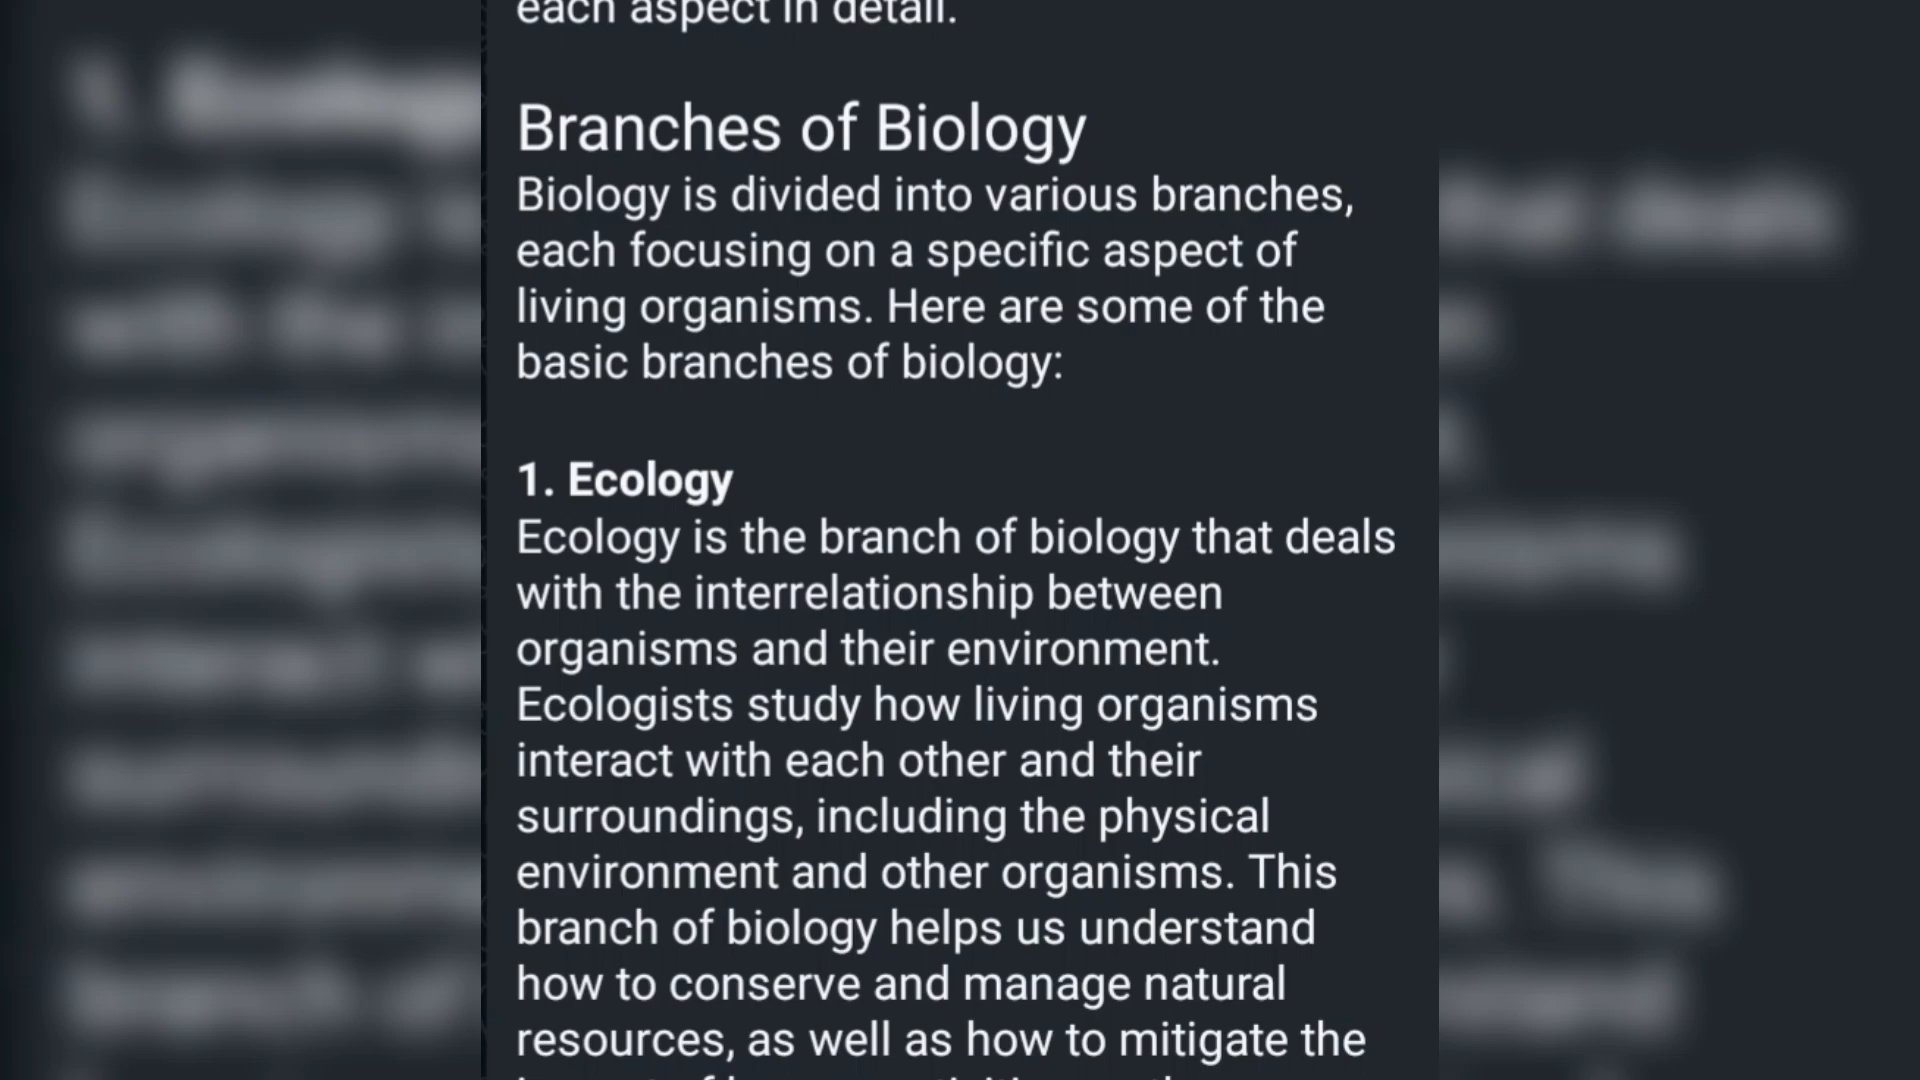 each aspect in detail.
Branches of Biology
Biology is divided into various branches,
each focusing on a specific aspect of
living organisms. Here are some of the
basic branches of biology:
1. Ecology
Ecology is the branch of biology that deals
with the interrelationship between
organisms and their environment.
Ecologists study how living organisms
interact with each other and their
surroundings, including the physical
environment and other organisms. This
branch of biology helps us understand
how to conserve and manage natural
resources, as well as how to mitigate the